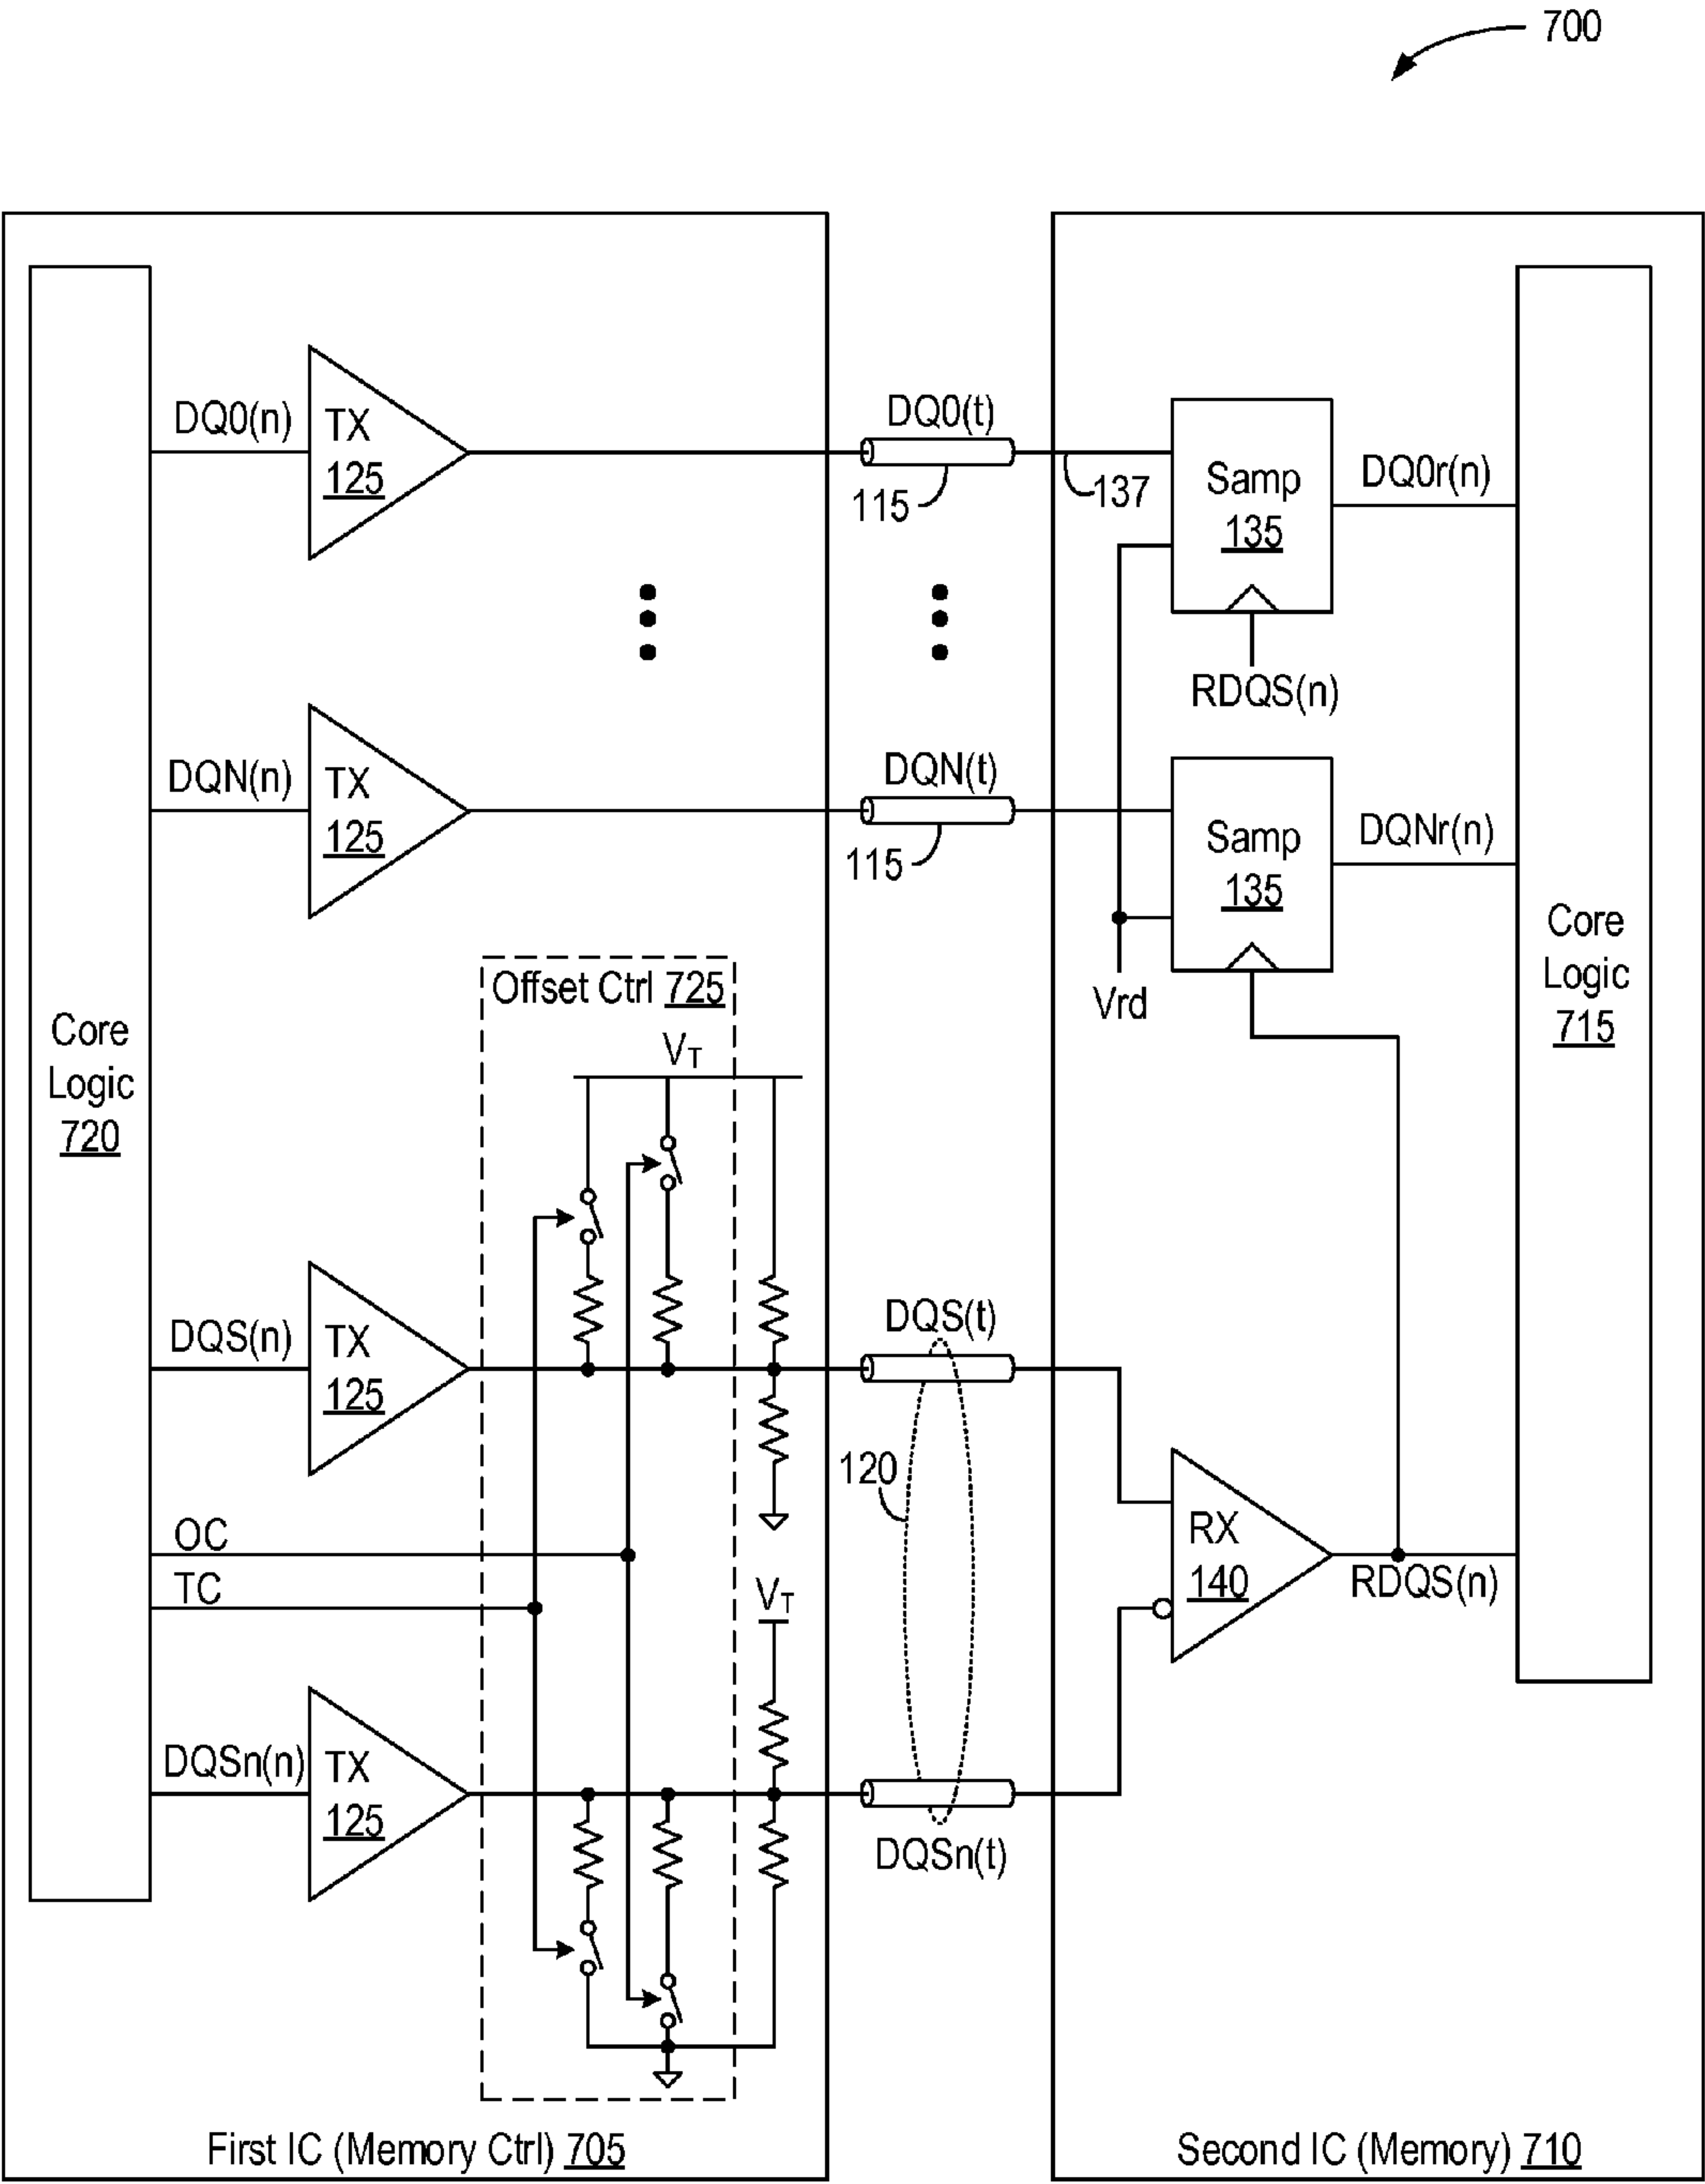 700
DQ0(n)
TX
125
DQ0(t)
115
137
Samp
135
DQ0r(n)
RDQS(n)
DQN(n)
TX
125
DQN(t)
115
Samp
135
DQNr(n)
Vrd
Core
Logic
715
Core
Logic
720
Offset Ctrl 725
VT
DQS(n)
TX
125
DQS(t)
120
OC
TC
VT
RX
140
RDQS(n)
DQSn(n)
TX
125
DQSn(t)
First IC (Memory Ctrl) 705
Second IC (Memory) 710